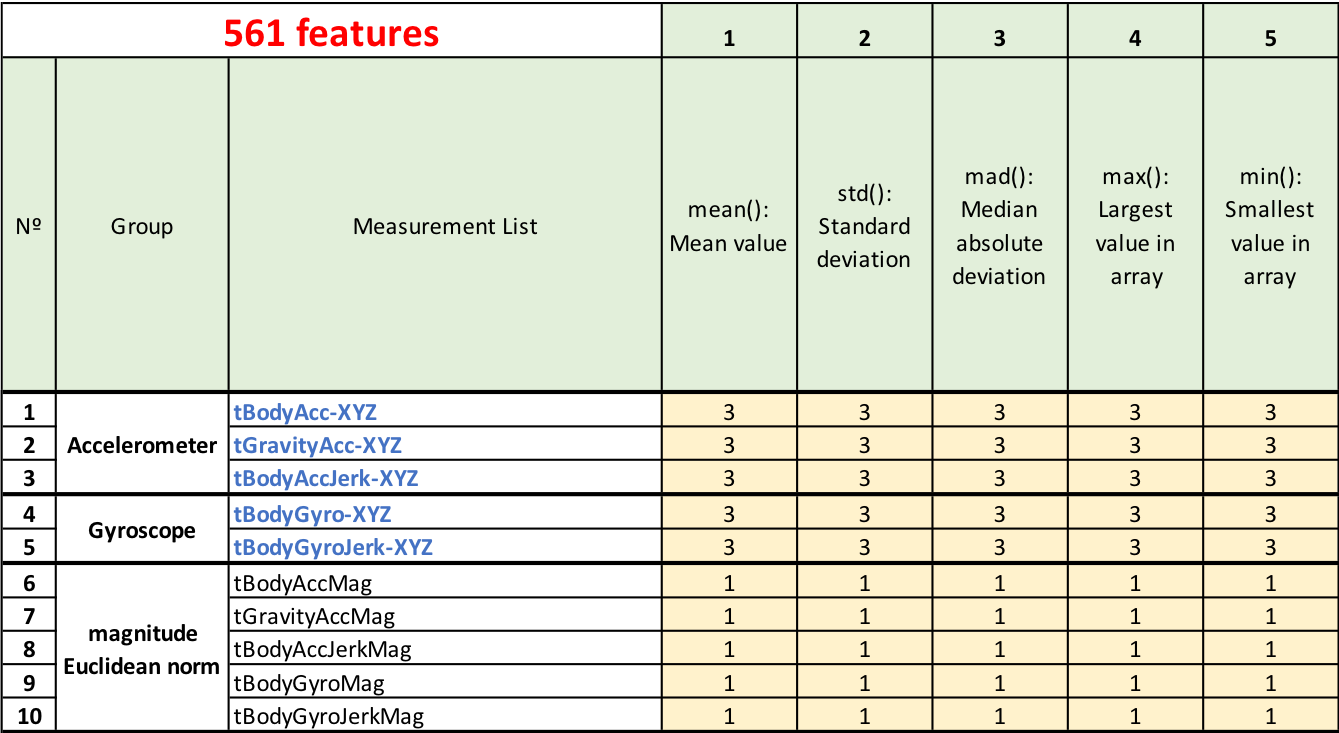 561 features 1 2 3 4 5
Nº Group Measurement List mean(): Mean value std(): Standard deviation mad(): Median absolute deviation max(): Largest value in array min(): Smallest value in array
1 Accelerometer tBodyAcc-XYZ 3 3 3 3 3
2 tGravityAcc-XYZ 3 3 3 3 3
3 tBodyAccJerk-XYZ 3 3 3 3 3
4 Gyroscope tBodyGyro-XYZ 3 3 3 3 3
5 tBodyGyroJerk-XYZ 3 3 3 3 3
6 magnitude Euclidean norm tBodyAccMag 1 1 1 1 1
7 tGravityAccMag 1 1 1 1 1
8 tBodyAccJerkMag 1 1 1 1 1
9 tBodyGyroMag 1 1 1 1 1
10 tBodyGyroJerkMag 1 1 1 1 1